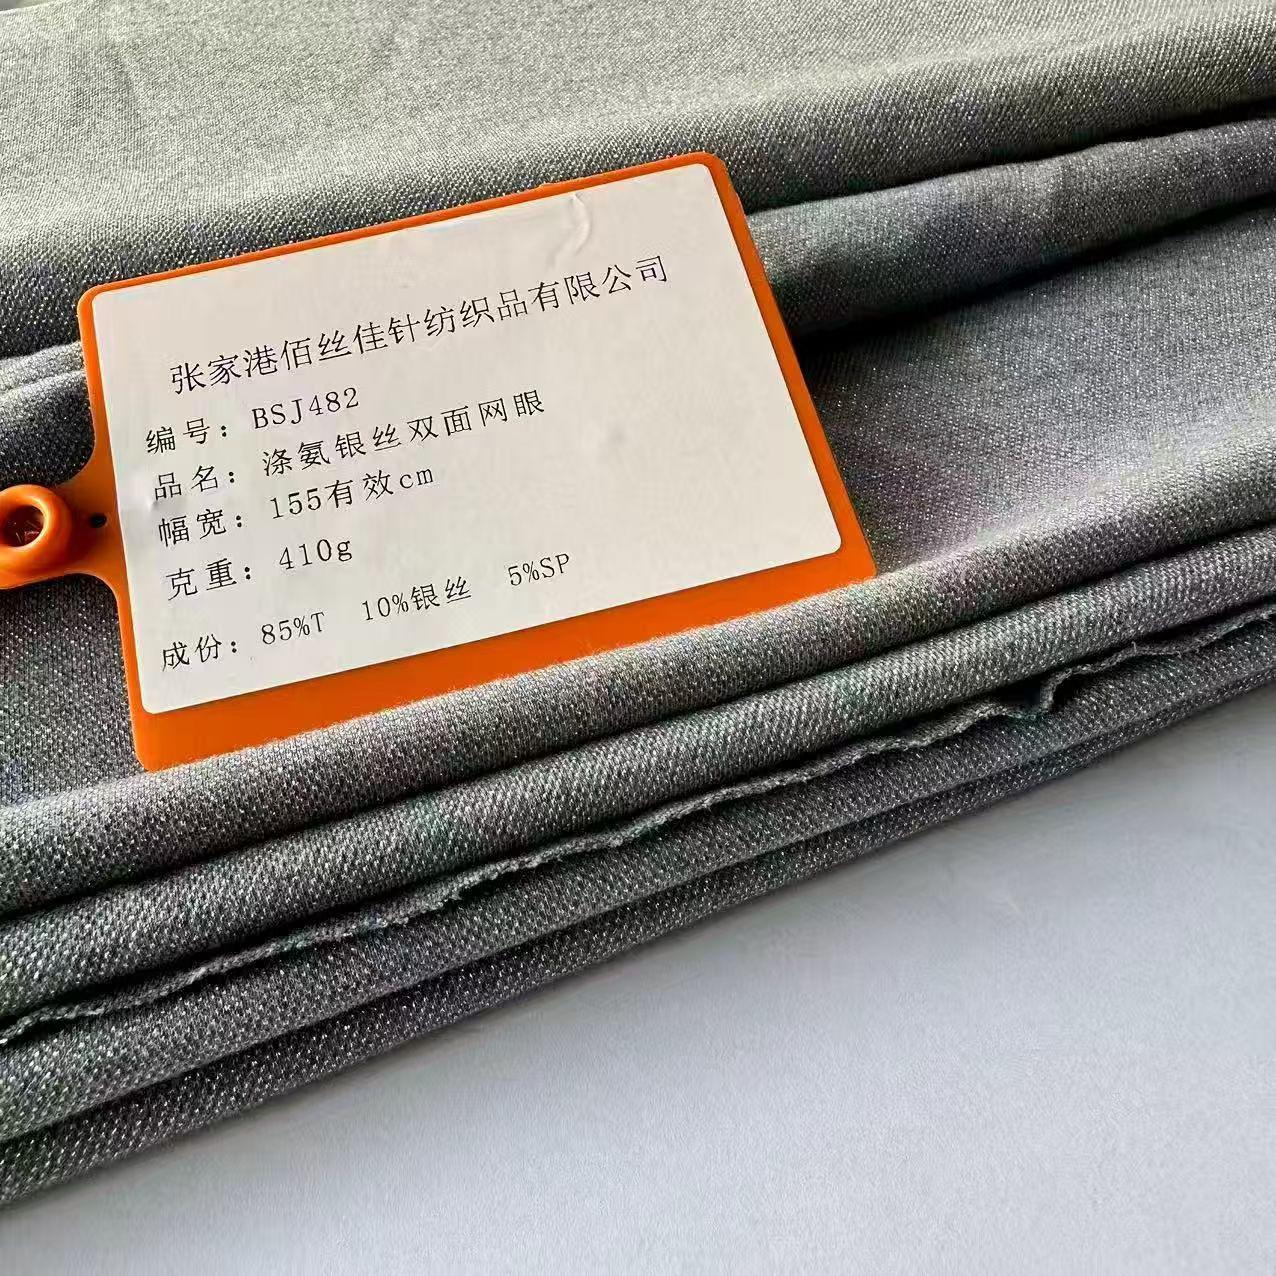 张家港佰丝佳针纺织品有限公司
编号：BSJ482
品名：涤氨银丝双面网眼
幅宽：155有效cm
克重：410g
成份：85%T 10%银丝 5%SP